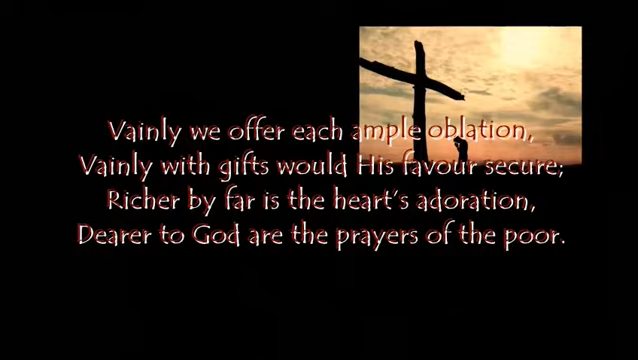 Vainly we offer each ample oblation,
Vainly with gifts would His favour secure;
Richer by far is the heart's adoration,
Dearer to God are the prayers of the poor.